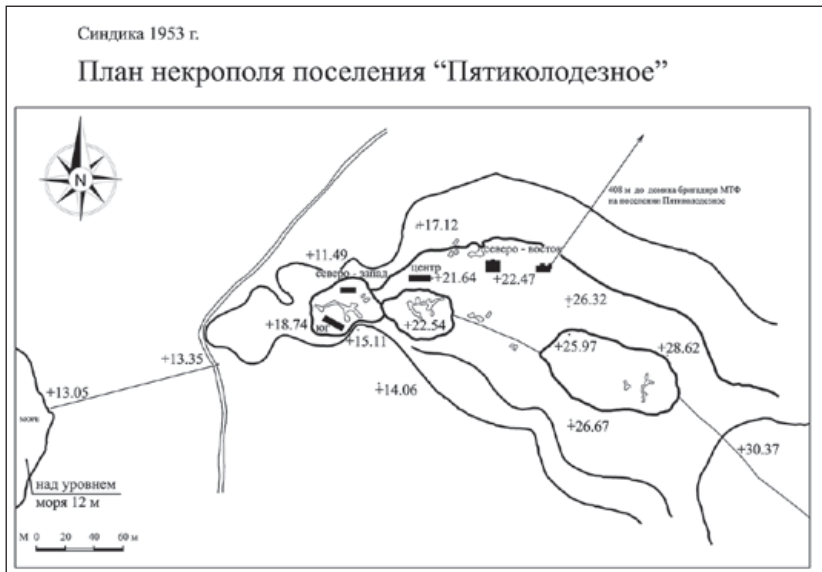 Синдика 1953 г.
План некрополя поселения “Пятиколодезное”
N
408 м до домика бригадира МТФ
на поселении Пятиколодезное
+17.12
северо - восток
+11.49
северо - запад
центр
+21.64
+22.47
+26.32
+18.74
юг
+22.54
+15.11
+25.97
+28.62
+13.35
+13.05
+14.06
море
+26.67
+30.37
над уровнем
моря 12 м
М 0 20 40 60 м